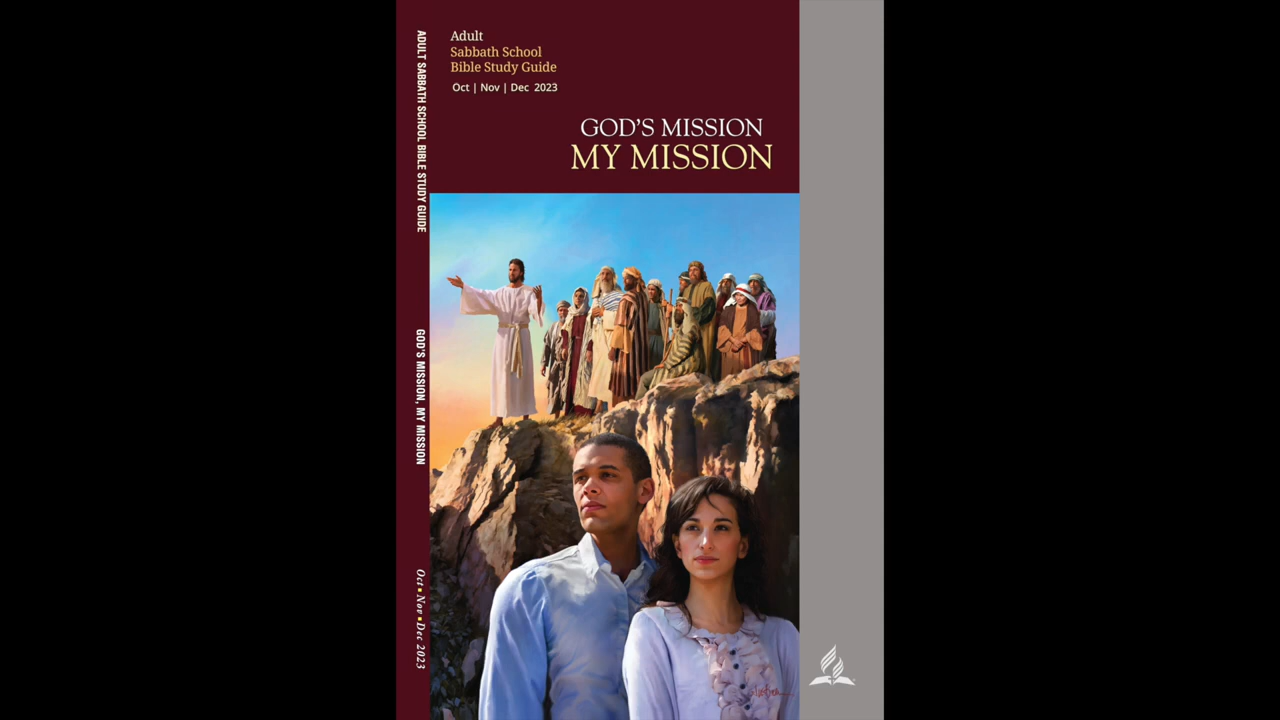 Adult
Sabbath School
Bible Study Guide
Oct | Nov | Dec 2023
GOD'S MISSION
MY MISSION
ADULT SABBATH SCHOOL BIBLE STUDY GUIDE
GOD'S MISSION, MY MISSION
Oct ▪ Nov ▪ Dec 2023